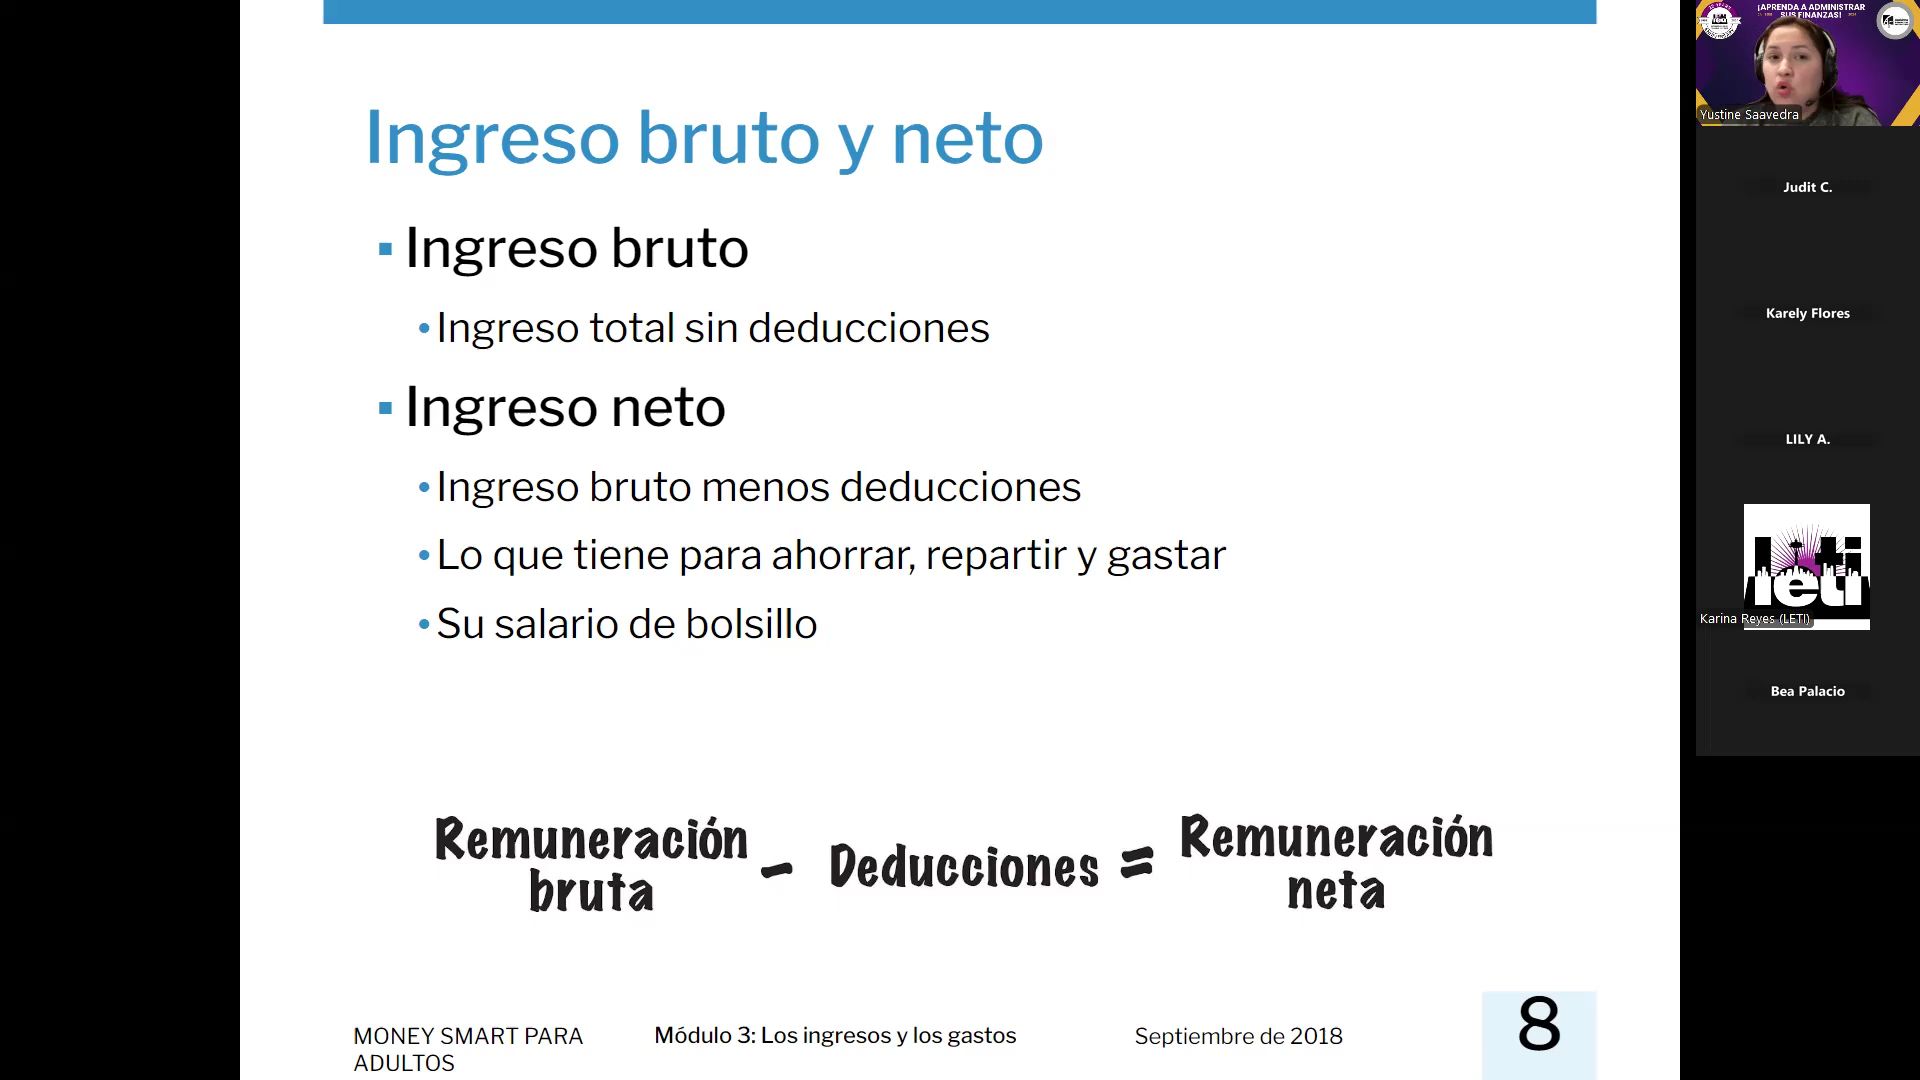 Ingreso bruto y neto
Ingreso bruto
Ingreso total sin deducciones
Ingreso neto
Ingreso bruto menos deducciones
Lo que tiene para ahorrar, repartir y gastar
Su salario de bolsillo
Remuneración bruta - Deducciones = Remuneración neta
MONEY SMART PARA ADULTOS
Módulo 3: Los ingresos y los gastos
Septiembre de 2018
8
¡APRENDA A ADMINISTRAR
SUS FINANZAS!
Yustine Saavedra
Judit C.
Karely Flores
LILY A.
leti
Karina Reyes (LETI)
Bea Palacio